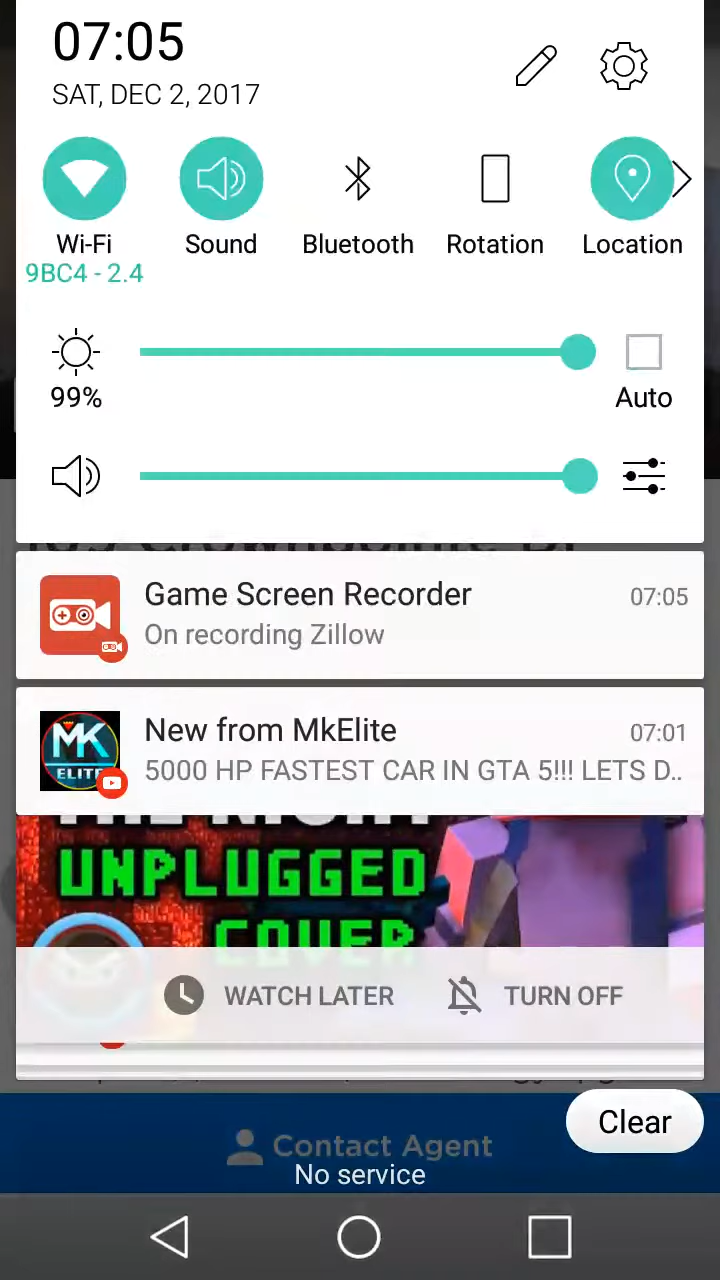 07:05
SAT, DEC 2, 2017
Wi-Fi
Sound
Bluetooth
Rotation
Location
9BC4 - 2.4
99%
Auto
Game Screen Recorder
07:05
On recording Zillow
MK
ELITE
New from MkElite
07:01
5000 HP FASTEST CAR IN GTA 5!!! LETS D..
UNPLUGGED
COVER
WATCH LATER
TURN OFF
Clear
Contact Agent
No service